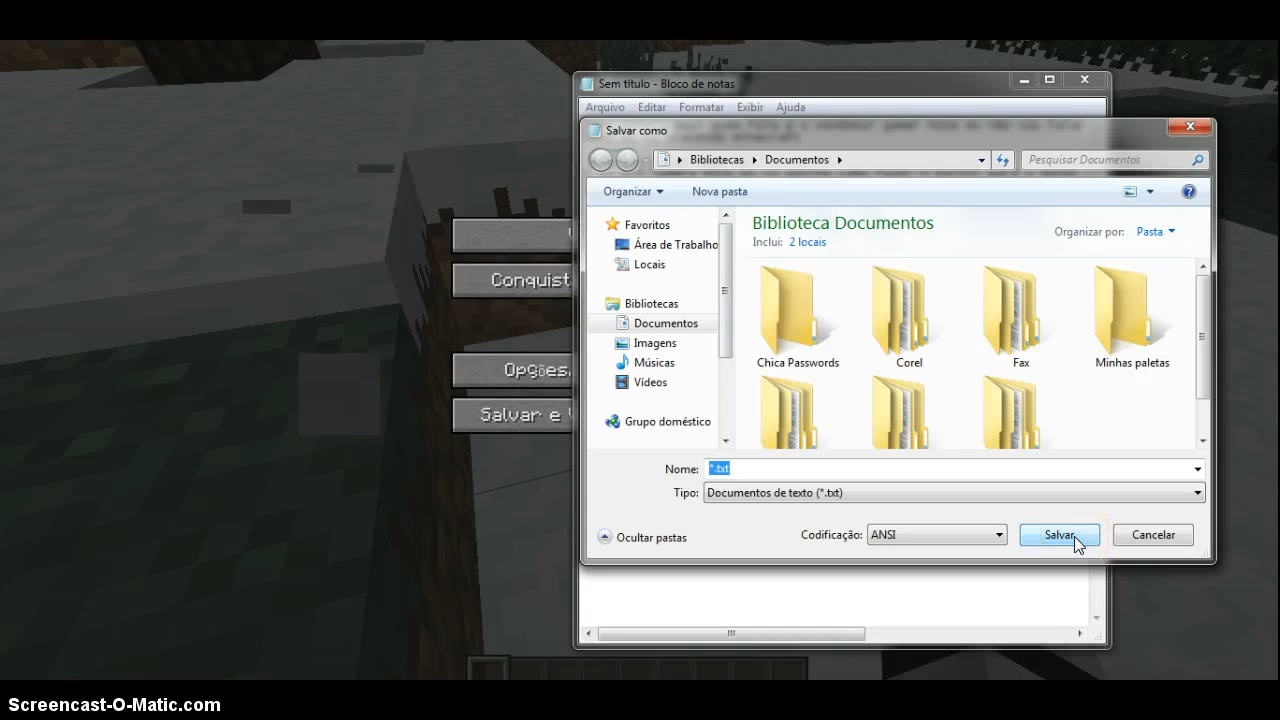 Sem título - Bloco de notas
Arquivo Editar Formatar Exibir Ajuda
Salvar como
Bibliotecas Documentos
Pesquisar Documentos
Organizar Nova pasta
Favoritos
Área de Trabalho
Locais
Bibliotecas
Documentos
Imagens
Músicas
Vídeos
Grupo doméstico
Biblioteca Documentos
Inclui: 2 locais
Organizar por: Pasta
Chica Passwords Corel Fax Minhas paletas
Nome: *.txt
Tipo: Documentos de texto (*.txt)
Ocultar pastas
Codificação: ANSI Salvar Cancelar
Conquist
Opções.
Salvar e
Screencast-O-Matic.com